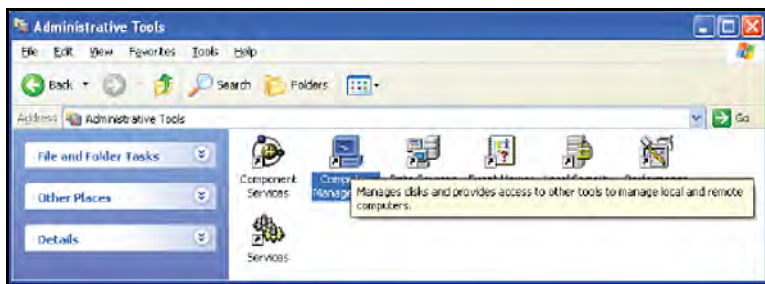 Administrative Tools
File Edit View Favorites Tools Help
Back Search Folders
Address Administrative Tools Go
File and Folder Tasks
Other Places
Details
Component Services
Manages disks and provides access to other tools to manage local and remote
computers.
Services